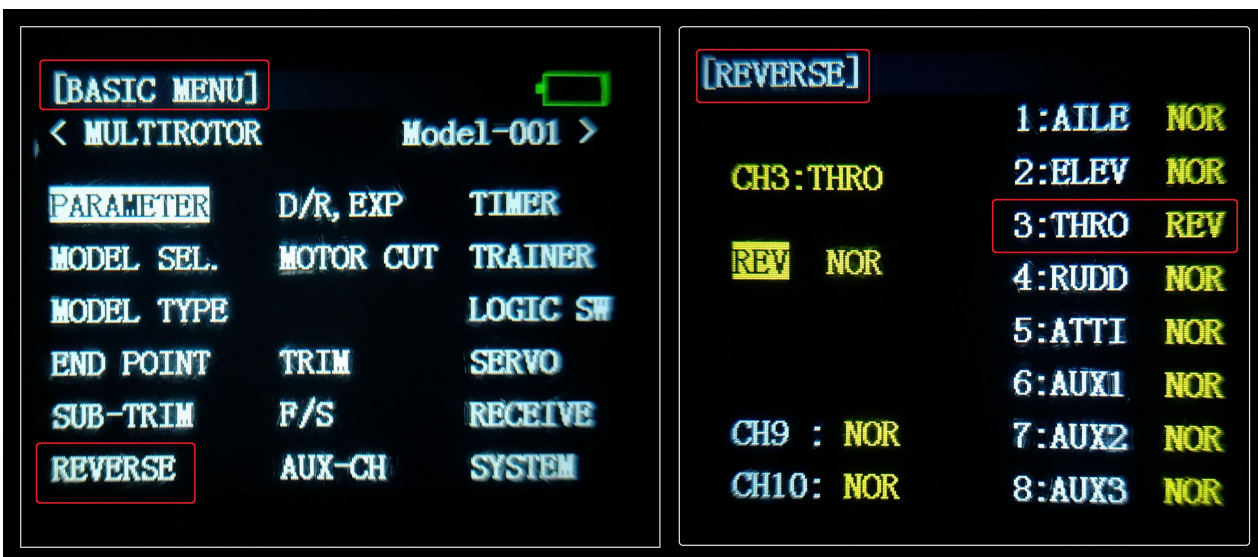 [BASIC MENU]
< MULTIROTOR Model-001 >
PARAMETER D/R, EXP TIMER
MODEL SEL. MOTOR CUT TRAINER
MODEL TYPE LOGIC SW
END POINT TRIM SERVO
SUB-TRIM F/S RECEIVE
REVERSE AUX-CH SYSTEM
[REVERSE]
CH3:THRO
REV NOR
CH9 : NOR
CH10: NOR
1:AILE NOR
2:ELEV NOR
3:THRO REV
4:RUDD NOR
5:ATTI NOR
6:AUX1 NOR
7:AUX2 NOR
8:AUX3 NOR